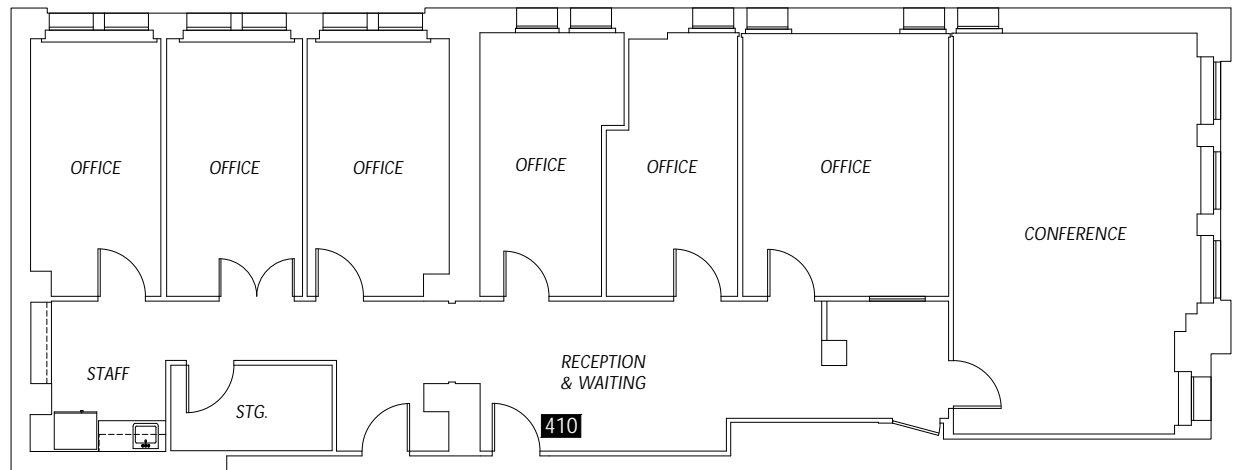 OFFICE
OFFICE
OFFICE
OFFICE
OFFICE
OFFICE
CONFERENCE
STAFF
STG.
RECEPTION
& WAITING
410